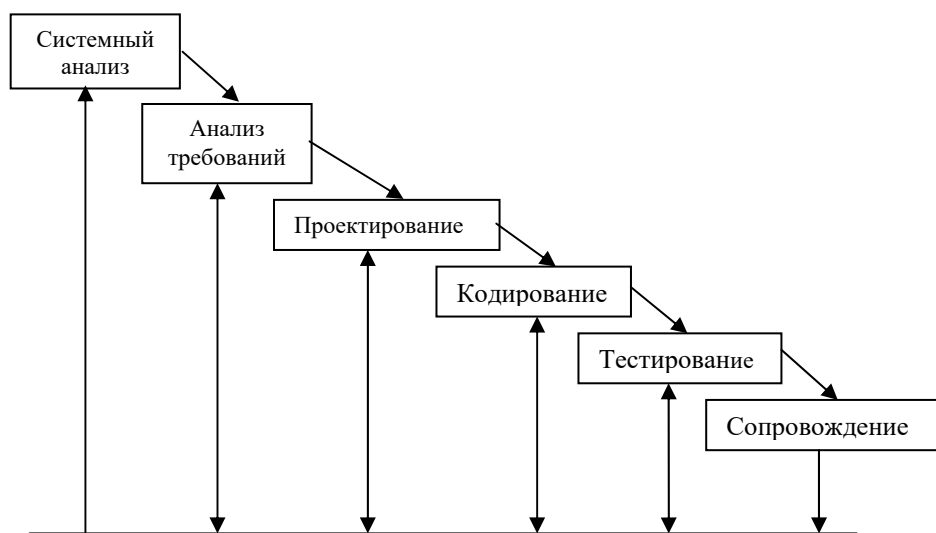 Системный
анализ
Анализ
требований
Проектирование
Кодирование
Тестирование
Сопровождение